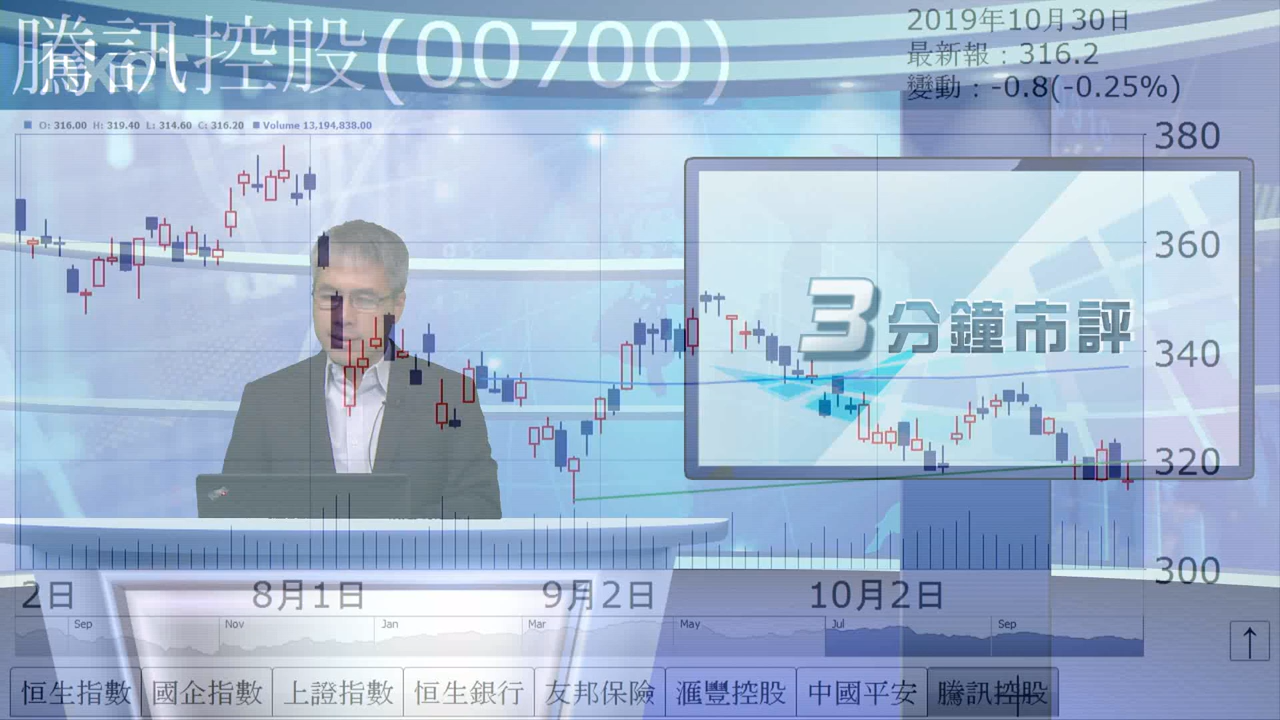 騰訊控股(00700)
2019年10月30日
最新報：316.2
變動：-0.8(-0.25%)
O: 316.00 H: 319.40 L: 314.60 C: 316.20 Volume 13,194,838.00
380
360
3分鐘市評
340
320
300
2日 8月1日 9月2日 10月2日
Sep Nov Jan Mar May Jul Sep
↑
恒生指數 國企指數 上證指數 恒生銀行 友邦保險 滙豐控股 中國平安 騰訊控股